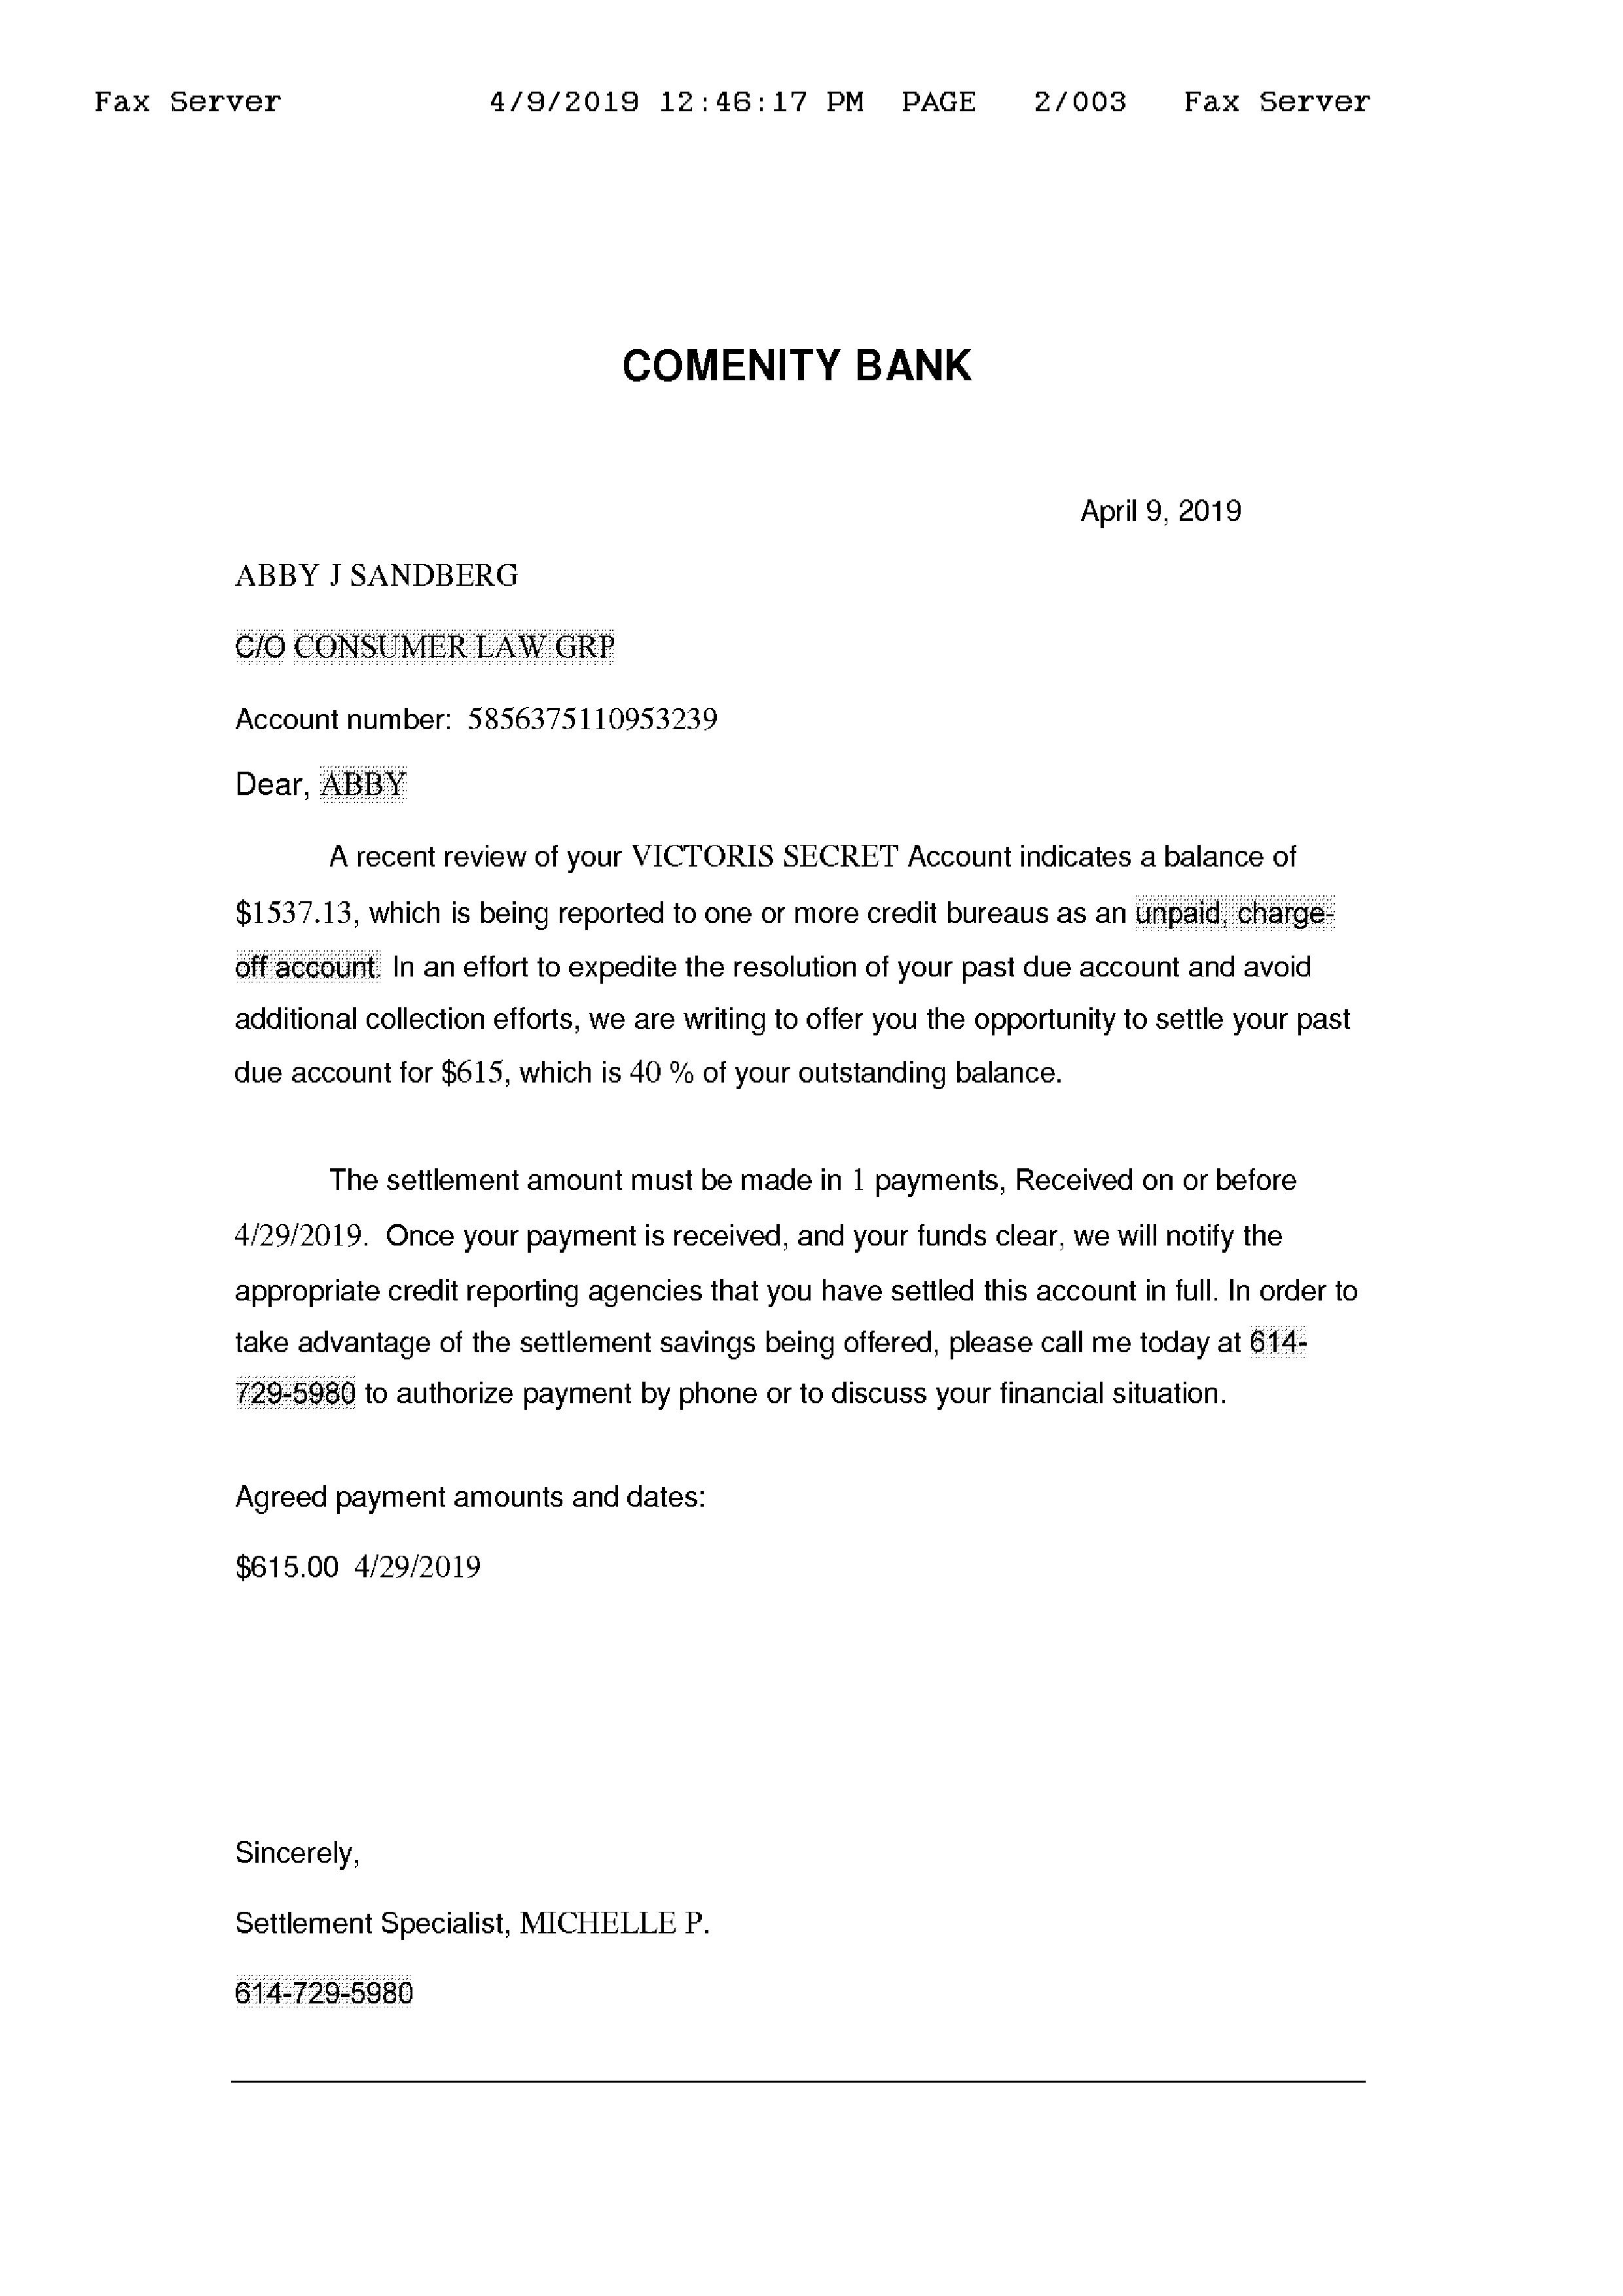 Fax Server 4/9/2019 12:46:17 PM PAGE 2/003 Fax Server
COMENITY BANK
April 9, 2019
ABBY J SANDBERG
C/O CONSUMER LAW GRP
Account number: 5856375110953239
Dear, ABBY
A recent review of your VICTORIS SECRET Account indicates a balance of
$1537.13, which is being reported to one or more credit bureaus as an unpaid, charge-
off account. In an effort to expedite the resolution of your past due account and avoid
additional collection efforts, we are writing to offer you the opportunity to settle your past
due account for $615, which is 40 % of your outstanding balance.
The settlement amount must be made in 1 payments, Received on or before
4/29/2019. Once your payment is received, and your funds clear, we will notify the
appropriate credit reporting agencies that you have settled this account in full. In order to
take advantage of the settlement savings being offered, please call me today at 614-
729-5980 to authorize payment by phone or to discuss your financial situation.
Agreed payment amounts and dates:
$615.00 4/29/2019
Sincerely,
Settlement Specialist, MICHELLE P.
614-729-5980